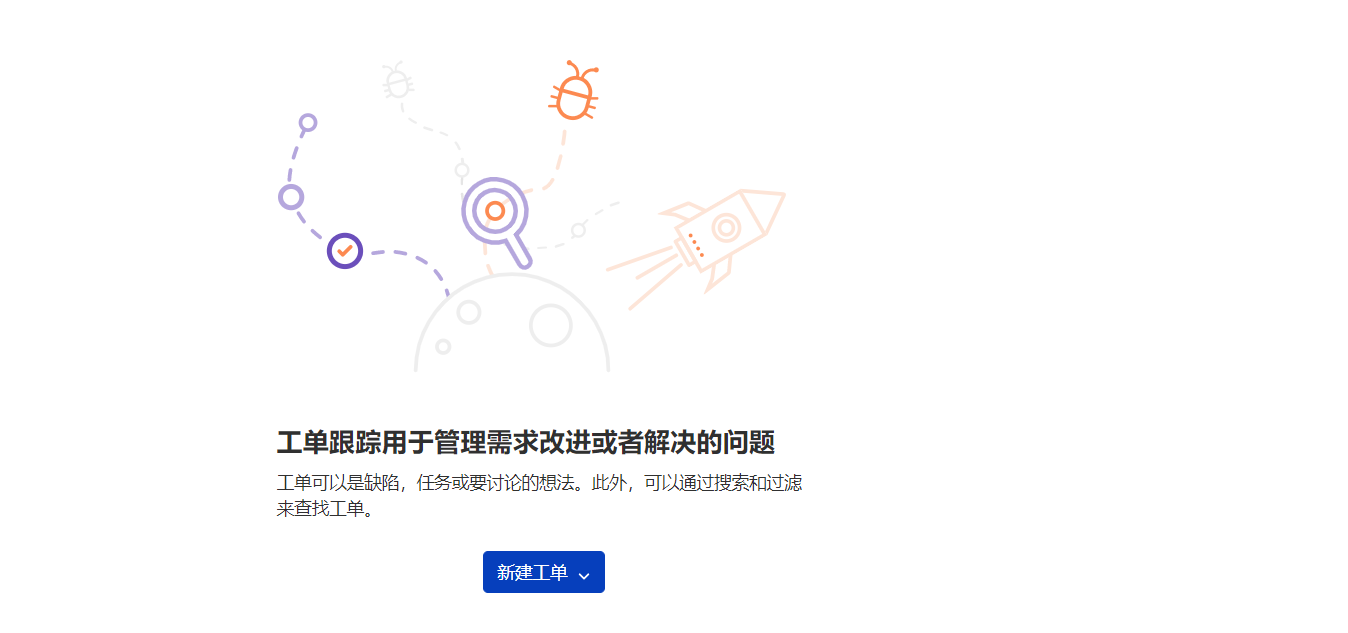 工单跟踪用于管理需求改进或者解决的问题
工单可以是缺陷，任务或要讨论的想法。此外，可以通过搜索和过滤
来查找工单。
新建工单